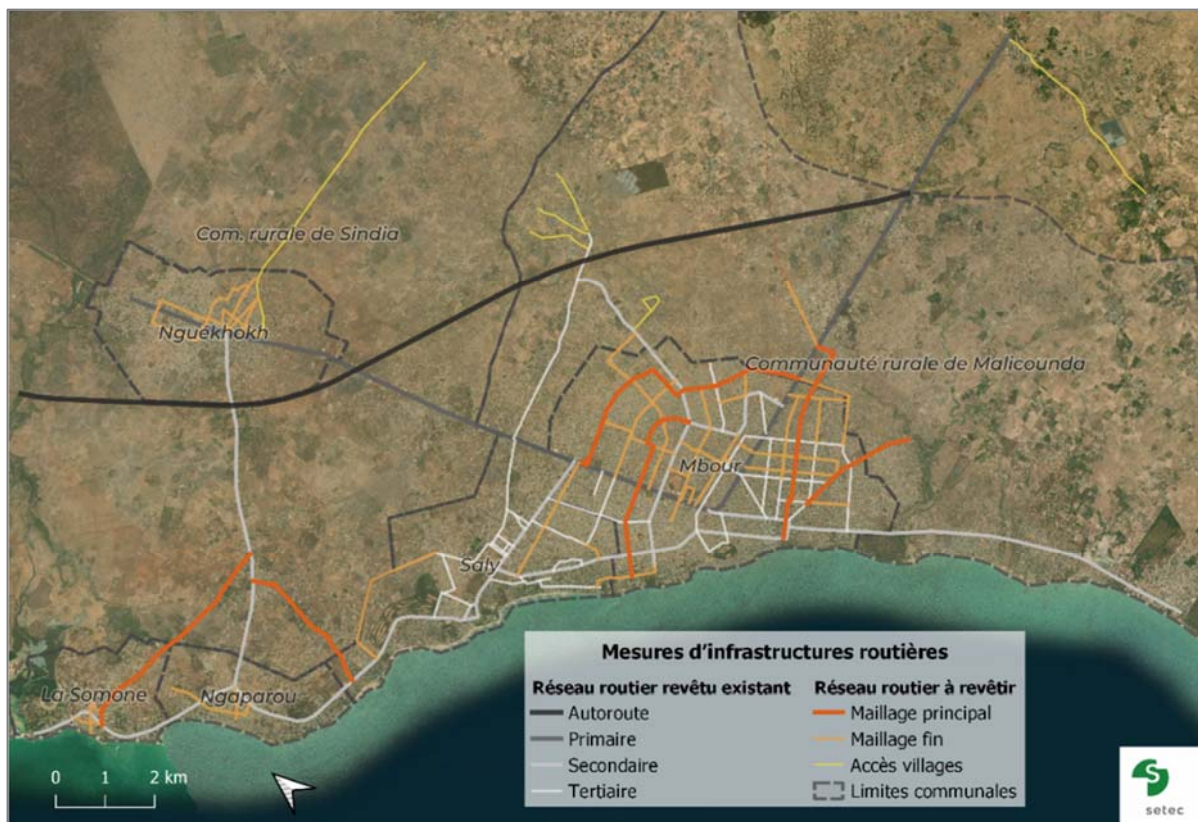 Com. rurale de Sindia
Nguékhokh
Communauté rurale de Malicounda
Mbour
Saly
La Somone
Ngaparou
Mesures d'infrastructures routières
Réseau routier revêtu existant
Autoroute
Primaire
Secondaire
Tertiaire
Réseau routier à revêtir
Maillage principal
Maillage fin
Accès villages
Limites communales
0 1 2 km
S
setec